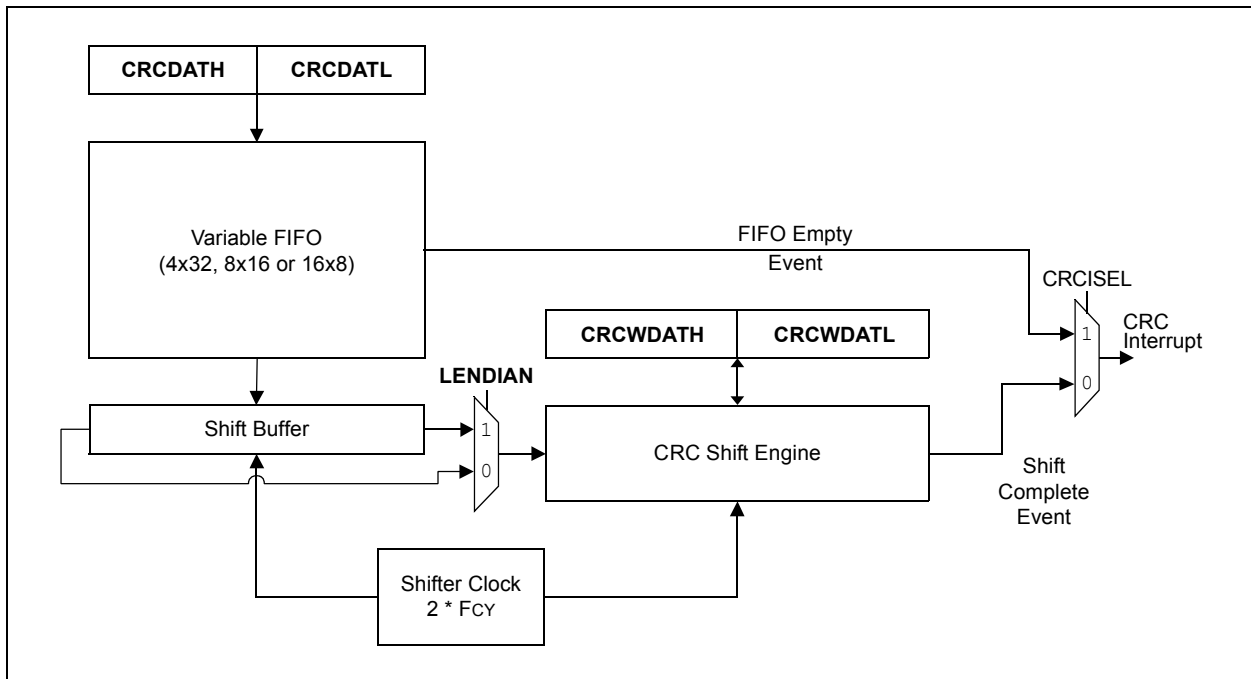 CRCDATH CRCDATL
Variable FIFO
(4x32, 8x16 or 16x8)
FIFO Empty
Event
CRCISEL
1
0
CRC
Interrupt
CRCWDATH CRCWDATL
LENDIAN
Shift Buffer
1
0
CRC Shift Engine
Shift
Complete
Event
Shifter Clock
2 * FCY